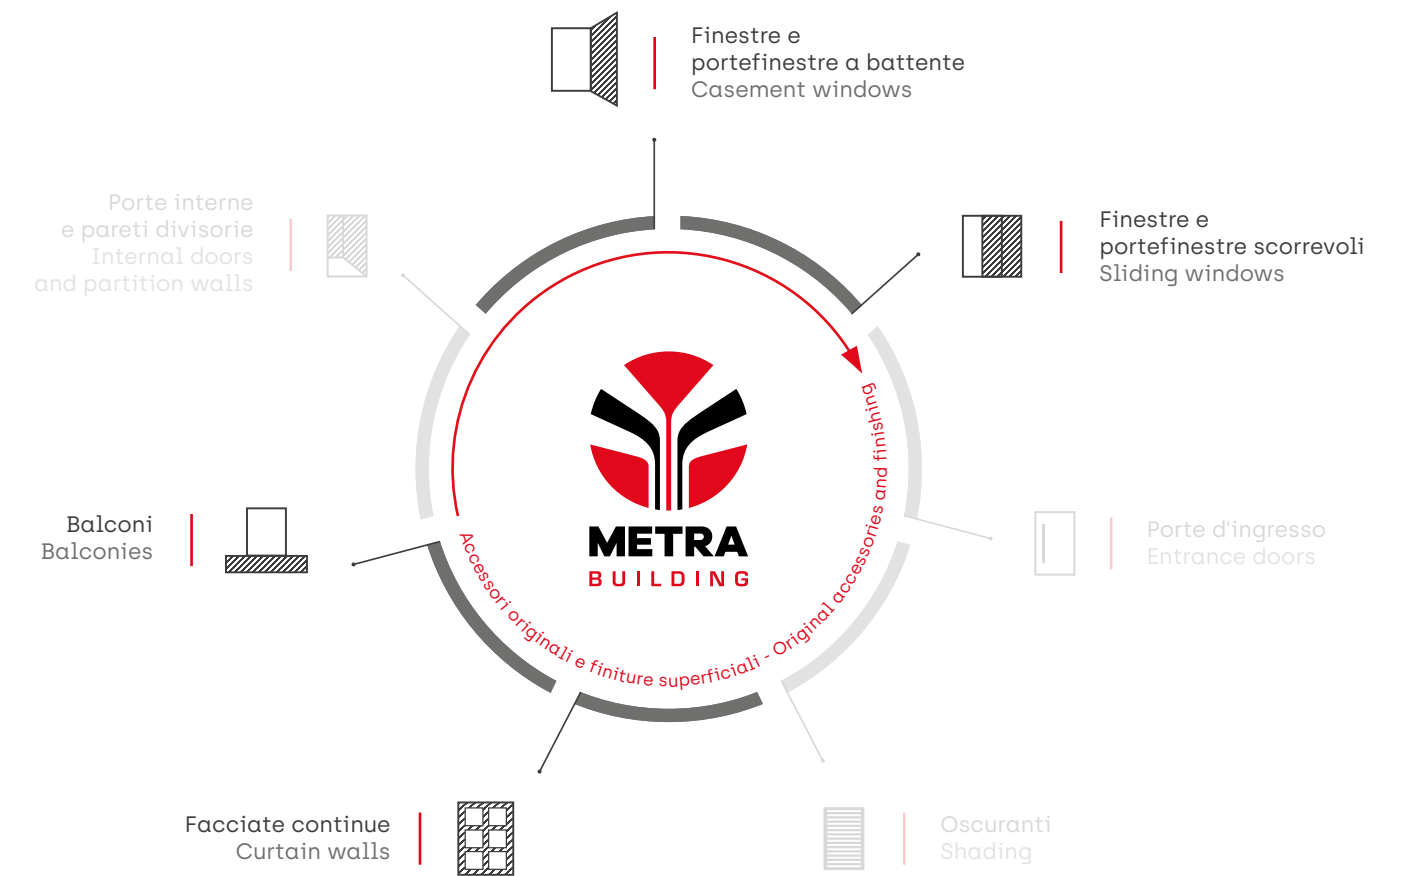 Finestre e
portefinestre a battente
Casement windows
Porte interne
e pareti divisorie
Internal doors
and partition walls
Finestre e
portefinestre scorrevoli
Sliding windows
METRA
BUILDING
Accessori originali e finiture superficiali - Original accessories and finishing
Balconi
Balconies
Porte d'ingresso
Entrance doors
Facciate continue
Curtain walls
Oscuranti
Shading